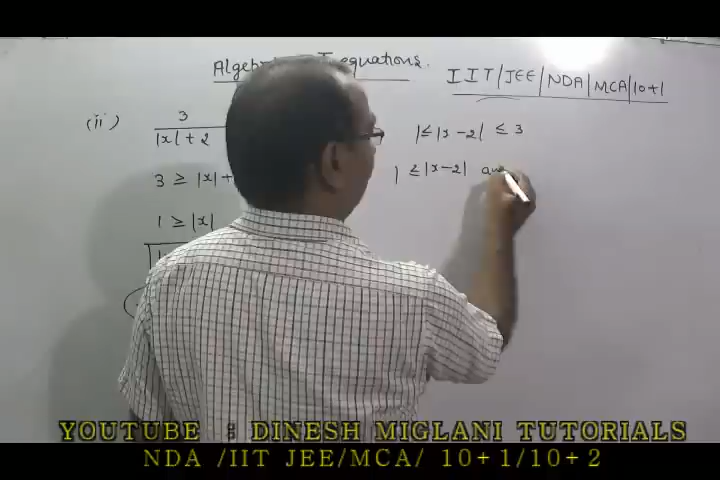 Algeb equations.
IIT/JEE/NDA/MCA/10+1
(ii) 3
|x| + 2
3 ≥ |x| +
1 ≥ |x|
1 ≤ |x - 2| ≤ 3
1 ≤ |x - 2| an
YOUTUBE : DINESH MIGLANI TUTORIALS
NDA /IIT JEE/MCA/ 10+1/10+2